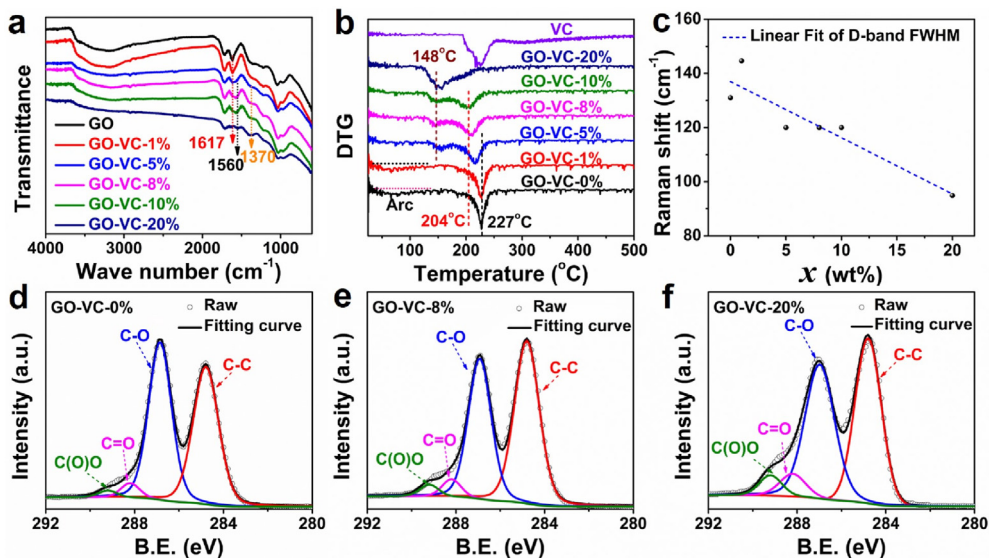 a
Transmittance
GO
GO-VC-1%
GO-VC-5%
GO-VC-8%
GO-VC-10%
GO-VC-20%
1617
1560
1370
4000 3000 2000 1000
Wave number (cm⁻¹)
b
DTG
VC
148°C
GO-VC-20%
GO-VC-10%
GO-VC-8%
GO-VC-5%
GO-VC-1%
GO-VC-0%
Arc
204°C
227°C
100 200 300 400 500
Temperature (°C)
c
Raman shift (cm⁻¹)
160
140
120
100
80
Linear Fit of D-band FWHM
0 5 10 15 20
x (wt%)
d
Intensity (a.u.)
GO-VC-0%
Raw
Fitting curve
C-O
C-C
C=O
C(O)O
292 288 284 280
B.E. (eV)
e
Intensity (a.u.)
GO-VC-8%
Raw
Fitting curve
C-O
C-C
C=O
C(O)O
292 288 284 280
B.E. (eV)
f
Intensity (a.u.)
GO-VC-20%
Raw
Fitting curve
C-O
C-C
C=O
C(O)O
292 288 284 280
B.E. (eV)